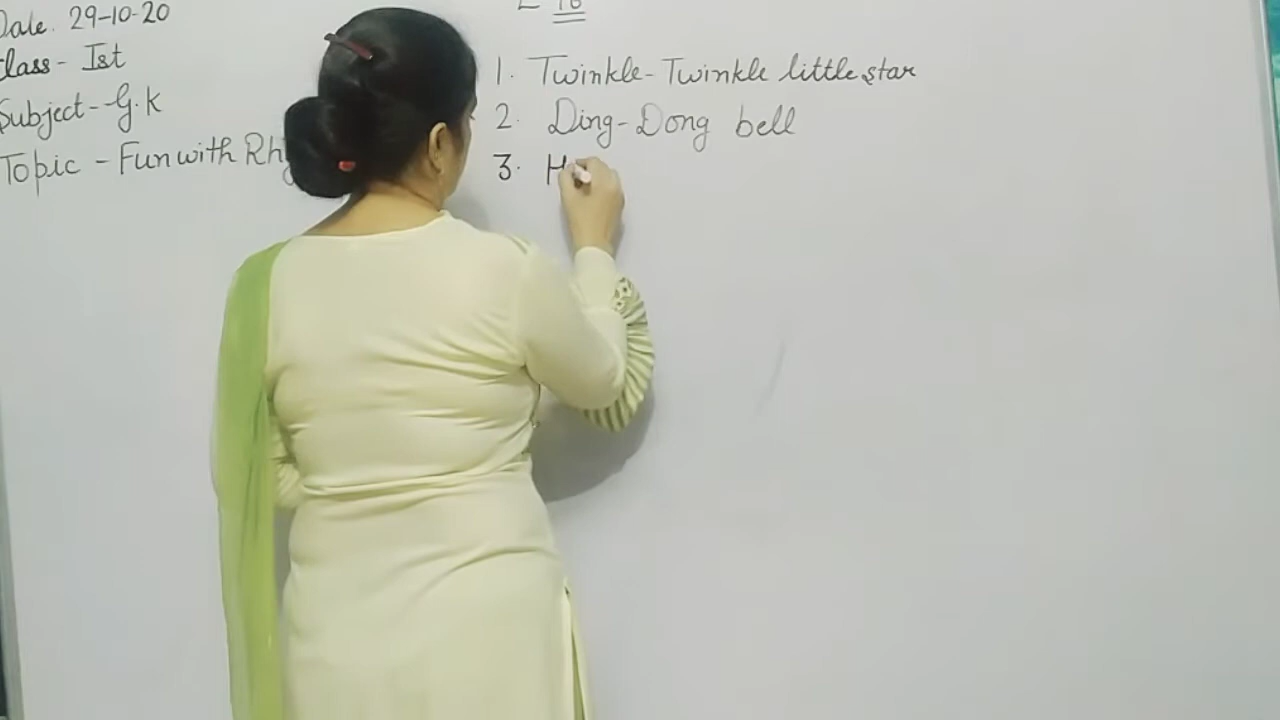 Date. 29-10-20
Class - Ist
Subject - G.K
Topic - Fun with
1. Twinkle-Twinkle little star
2. Ding-Dong bell
3. H